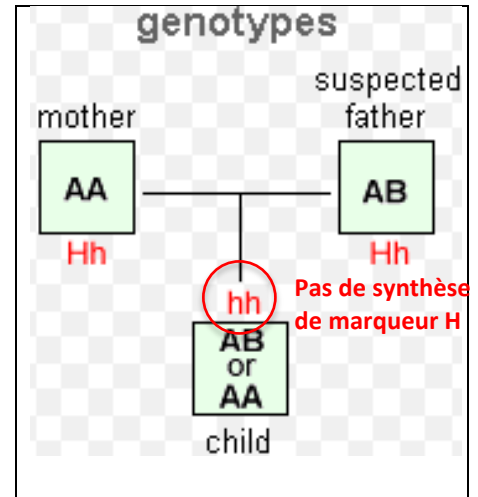 genotypes
suspected
mother father
AA AB
Hh Hh
hh Pas de synthèse
de marqueur H
AB
or
AA
child